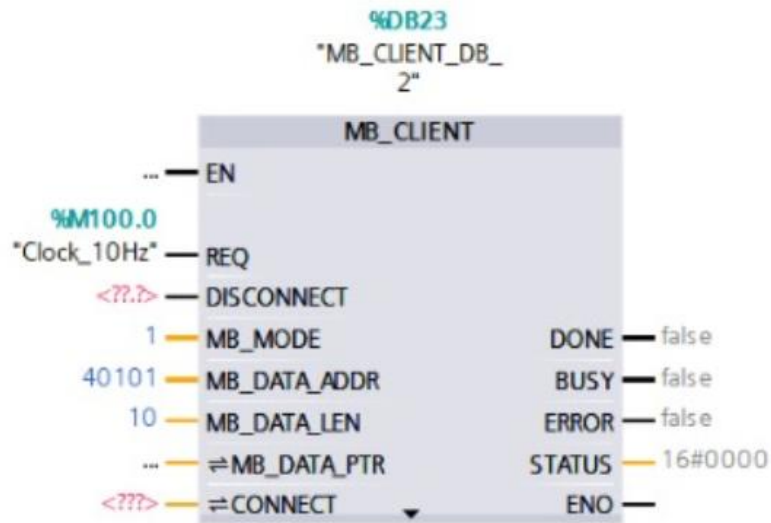 %DB23
"MB_CLIENT_DB_
2"
MB_CLIENT
... EN
%M100.0
"Clock_10Hz" REQ
<??.?> DISCONNECT
1 MB_MODE DONE false
40101 MB_DATA_ADDR BUSY false
10 MB_DATA_LEN ERROR false
... ⇌MB_DATA_PTR STATUS 16#0000
<???> ⇌CONNECT ENO